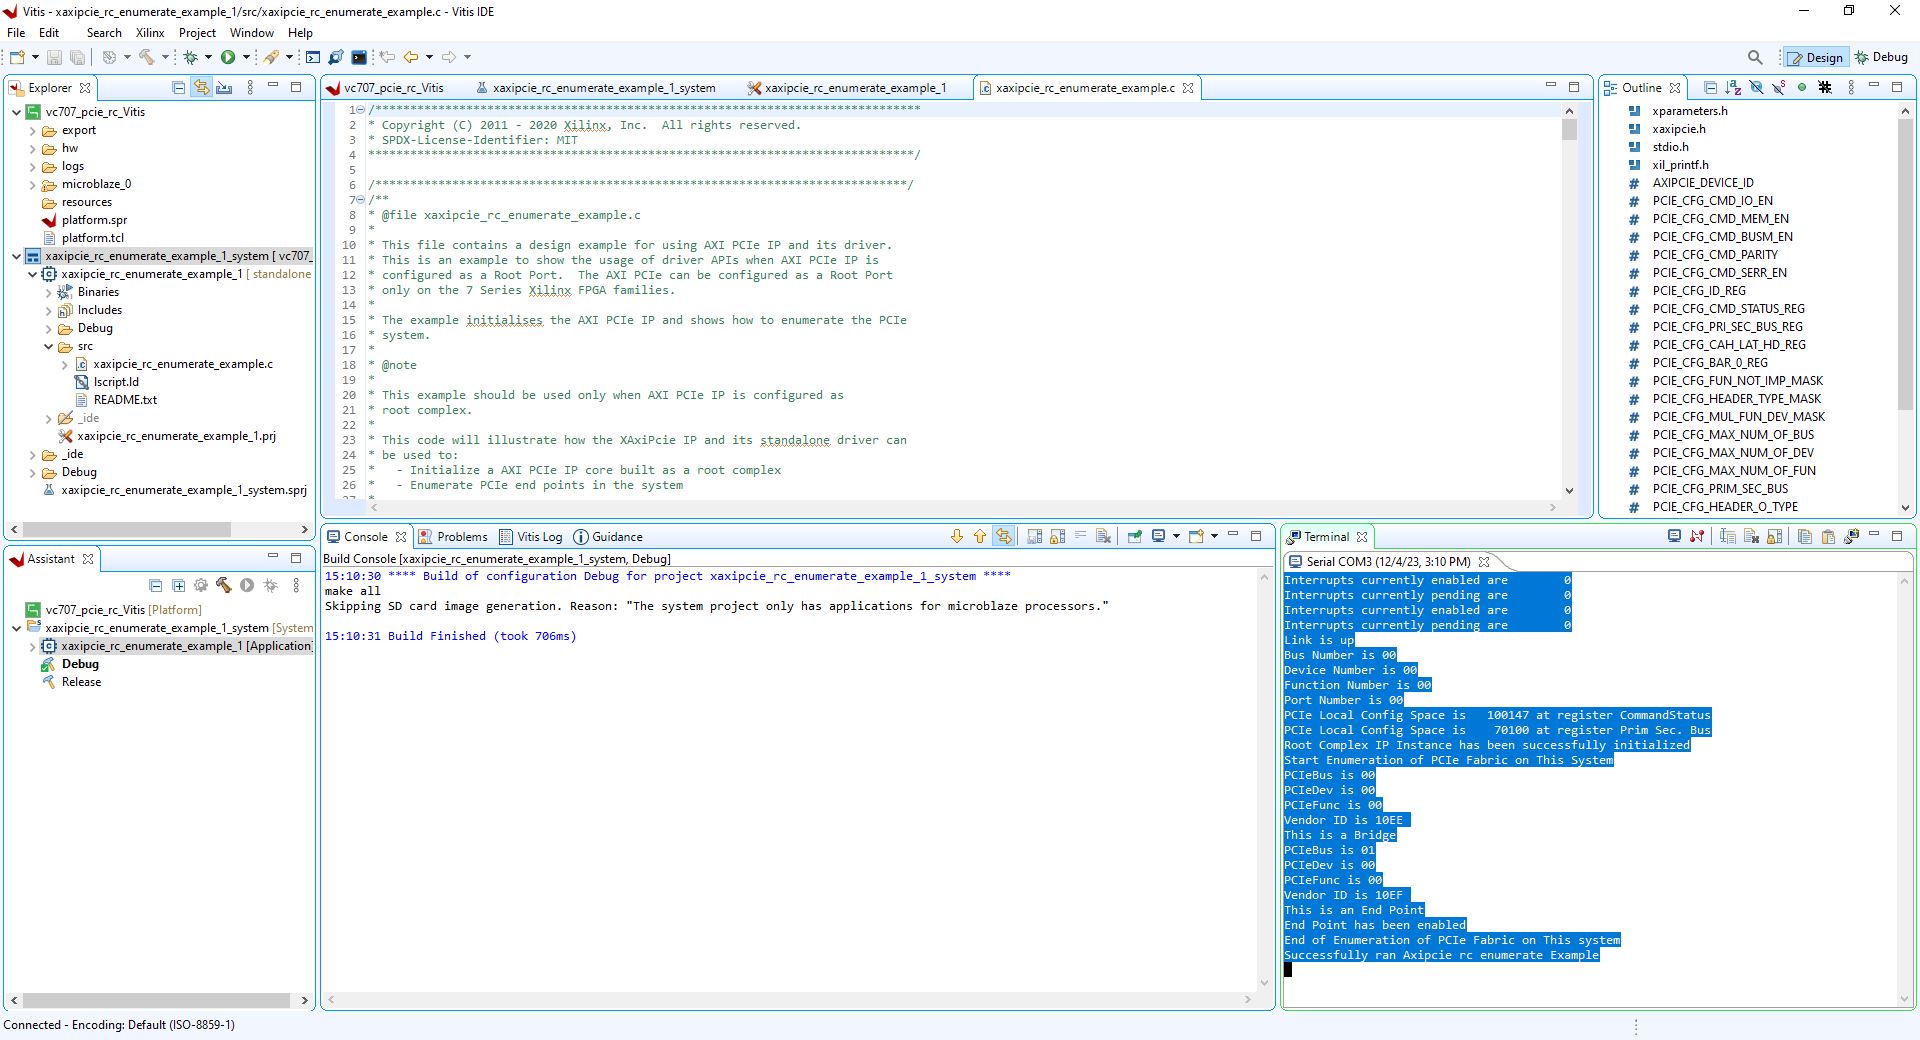 Vitis - xaxipcie_rc_enumerate_example_1/src/xaxipcie_rc_enumerate_example.c - Vitis IDE
File Edit Search Xilinx Project Window Help
Design Debug
Explorer
vc707_pcie_rc_Vitis
export
hw
logs
microblaze_0
resources
platform.spr
platform.tcl
xaxipcie_rc_enumerate_example_1_system [ vc707_
xaxipcie_rc_enumerate_example_1 [ standalone
Binaries
Includes
Debug
src
xaxipcie_rc_enumerate_example.c
lscript.ld
README.txt
_ide
xaxipcie_rc_enumerate_example_1.prj
_ide
Debug
xaxipcie_rc_enumerate_example_1_system.sprj
Assistant
vc707_pcie_rc_Vitis [Platform]
xaxipcie_rc_enumerate_example_1_system [System
xaxipcie_rc_enumerate_example_1 [Application]
Debug
Release
vc707_pcie_rc_Vitis xaxipcie_rc_enumerate_example_1_system xaxipcie_rc_enumerate_example_1 xaxipcie_rc_enumerate_example.c
1 /******************************************************************************
2 * Copyright (C) 2011 - 2020 Xilinx, Inc.  All rights reserved.
3 * SPDX-License-Identifier: MIT
4 ******************************************************************************/
5
6 /****************************************************************************/
7 /**
8 * @file xaxipcie_rc_enumerate_example.c
9 *
10 * This file contains a design example for using AXI PCIe IP and its driver.
11 * This is an example to show the usage of driver APIs when AXI PCIe IP is
12 * configured as a Root Port.  The AXI PCIe can be configured as a Root Port
13 * only on the 7 Series Xilinx FPGA families.
14 *
15 * The example initialises the AXI PCIe IP and shows how to enumerate the PCIe
16 * system.
17 *
18 * @note
19 *
20 * This example should be used only when AXI PCIe IP is configured as
21 * root complex.
22 *
23 * This code will illustrate how the XAxiPcie IP and its standalone driver can
24 * be used to:
25 *   - Initialize a AXI PCIe IP core built as a root complex
26 *   - Enumerate PCIe end points in the system
27 *
Outline
xparameters.h
xaxipcie.h
stdio.h
xil_printf.h
# AXIPCIE_DEVICE_ID
# PCIE_CFG_CMD_IO_EN
# PCIE_CFG_CMD_MEM_EN
# PCIE_CFG_CMD_BUSM_EN
# PCIE_CFG_CMD_PARITY
# PCIE_CFG_CMD_SERR_EN
# PCIE_CFG_ID_REG
# PCIE_CFG_CMD_STATUS_REG
# PCIE_CFG_PRI_SEC_BUS_REG
# PCIE_CFG_CAH_LAT_HD_REG
# PCIE_CFG_BAR_0_REG
# PCIE_CFG_FUN_NOT_IMP_MASK
# PCIE_CFG_HEADER_TYPE_MASK
# PCIE_CFG_MUL_FUN_DEV_MASK
# PCIE_CFG_MAX_NUM_OF_BUS
# PCIE_CFG_MAX_NUM_OF_DEV
# PCIE_CFG_MAX_NUM_OF_FUN
# PCIE_CFG_PRIM_SEC_BUS
# PCIE_CFG_HEADER_O_TYPE
Console Problems Vitis Log Guidance
Build Console [xaxipcie_rc_enumerate_example_1_system, Debug]
15:10:30 **** Build of configuration Debug for project xaxipcie_rc_enumerate_example_1_system ****
make all
Skipping SD card image generation. Reason: "The system project only has applications for microblaze processors."
15:10:31 Build Finished (took 706ms)
Terminal
Serial COM3 (12/4/23, 3:10 PM)
Interrupts currently enabled are        0
Interrupts currently pending are        0
Interrupts currently enabled are        0
Interrupts currently pending are        0
Link is up
Bus Number is 00
Device Number is 00
Function Number is 00
Port Number is 00
PCIe Local Config Space is   100147 at register CommandStatus
PCIe Local Config Space is    70100 at register Prim Sec. Bus
Root Complex IP Instance has been successfully initialized
Start Enumeration of PCIe Fabric on This System
PCIeBus is 00
PCIeDev is 00
PCIeFunc is 00
Vendor ID is 10EE
This is a Bridge
PCIeBus is 01
PCIeDev is 00
PCIeFunc is 00
Vendor ID is 10EF
This is an End Point
End Point has been enabled
End of Enumeration of PCIe Fabric on This system
Successfully ran Axipcie rc enumerate Example
Connected - Encoding: Default (ISO-8859-1)